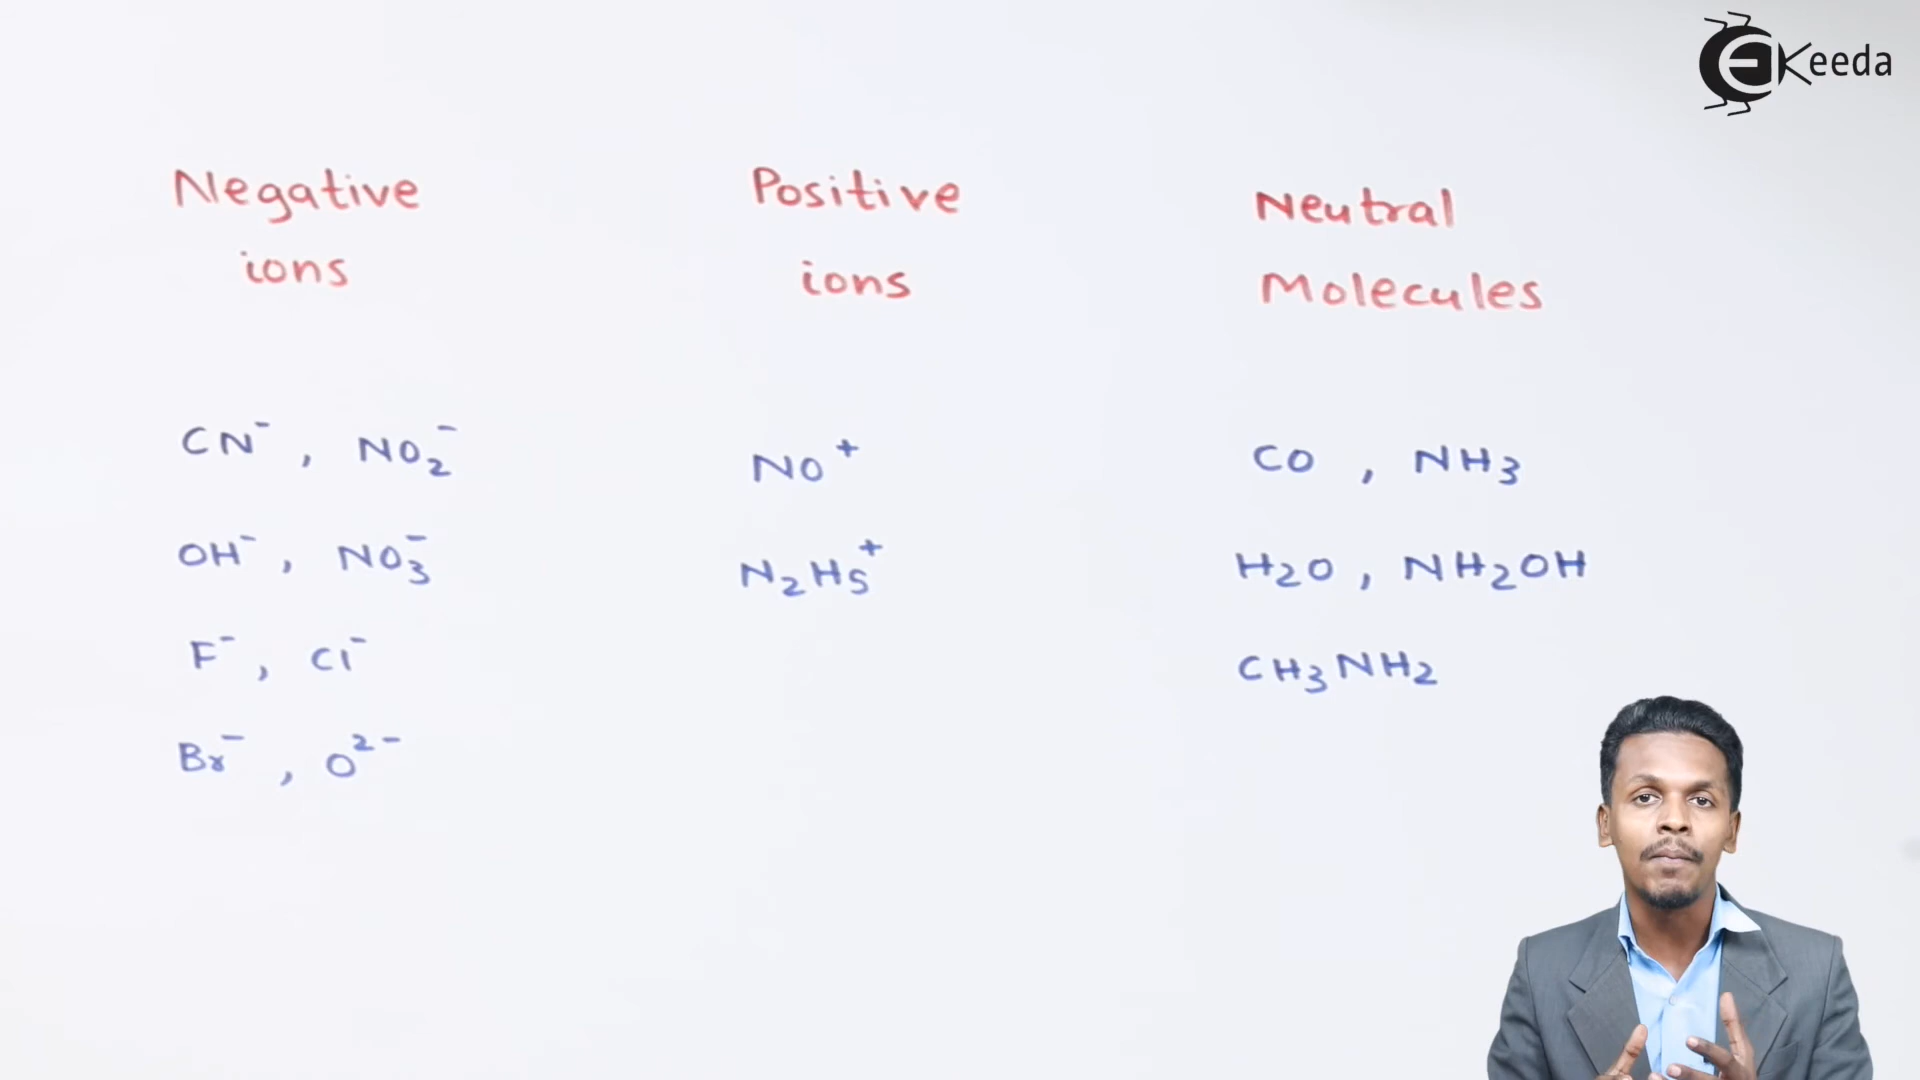 Keeda
Negative
ions
CN⁻ , NO₂⁻
OH⁻ , NO₃⁻
F⁻ , Cl⁻
Br⁻ , O²⁻
Positive
ions
NO⁺
N₂H₅⁺
Neutral
Molecules
CO , NH₃
H₂O , NH₂OH
CH₃NH₂